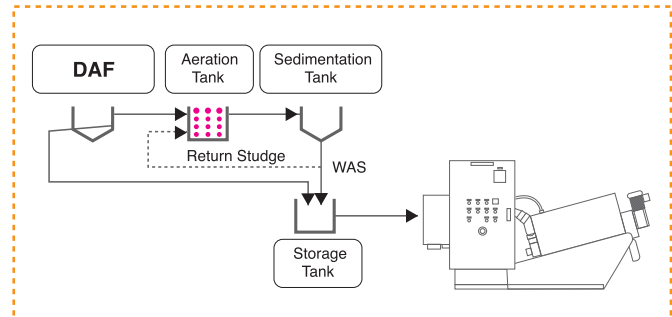 DAF
Aeration
Tank
Sedimentation
Tank
Return Studge
WAS
Storage
Tank